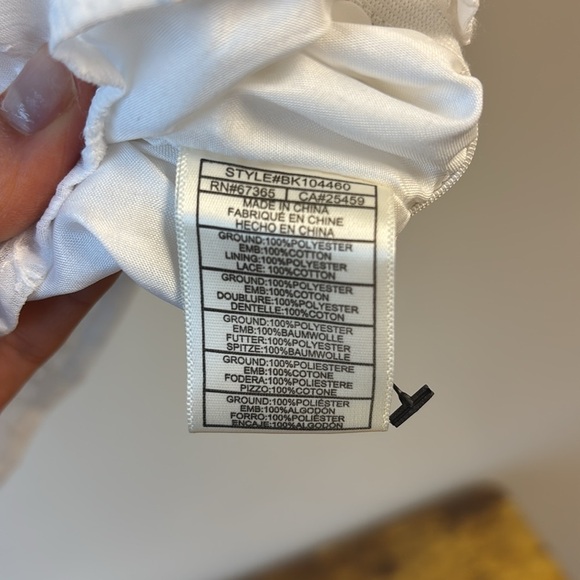 STYLE#BK104460
RN#67365 CA#25459
MADE IN CHINA
FABRIQUÉ EN CHINE
HECHO EN CHINA
GROUND:100%POLYESTER
EMB:100%COTTON
LINING:100%POLYESTER
LACE:100%COTTON
GROUND:100%POLYESTER
EMB:100%COTON
DOUBLURE:100%POLYESTER
DENTELLE:100%COTON
GROUND:100%POLYESTER
EMB:100%BAUMWOLLE
FUTTER:100%POLYESTER
SPITZE:100%BAUMWOLLE
GROUND:100%POLIESTERE
EMB:100%COTONE
FODERA:100%POLIESTERE
PIZZO:100%COTONE
GROUND:100%POLIÉSTER
EMB:100%ALGODÓN
FORRO:100%POLIÉSTER
ENCAJE:100%ALGODÓN